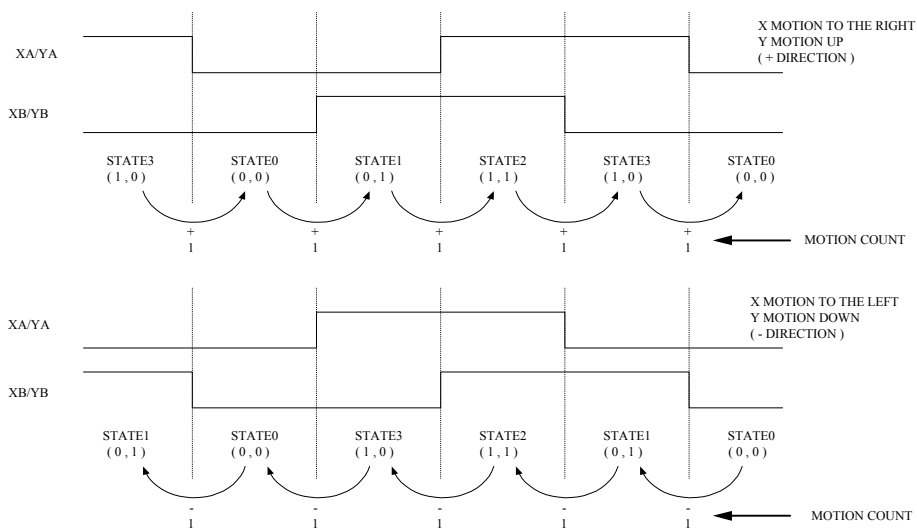 X MOTION TO THE RIGHT
Y MOTION UP
( + DIRECTION )
XA/YA
XB/YB
STATE3 STATE0 STATE1 STATE2 STATE3 STATE0
( 1 , 0 ) ( 0 , 0 ) ( 0 , 1 ) ( 1 , 1 ) ( 1 , 0 ) ( 0 , 0 )
+ + + + +
1 1 1 1 1
MOTION COUNT
X MOTION TO THE LEFT
Y MOTION DOWN
( - DIRECTION )
XA/YA
XB/YB
STATE1 STATE0 STATE3 STATE2 STATE1 STATE0
( 0 , 1 ) ( 0 , 0 ) ( 1 , 0 ) ( 1 , 1 ) ( 0 , 1 ) ( 0 , 0 )
- - - - -
1 1 1 1 1
MOTION COUNT